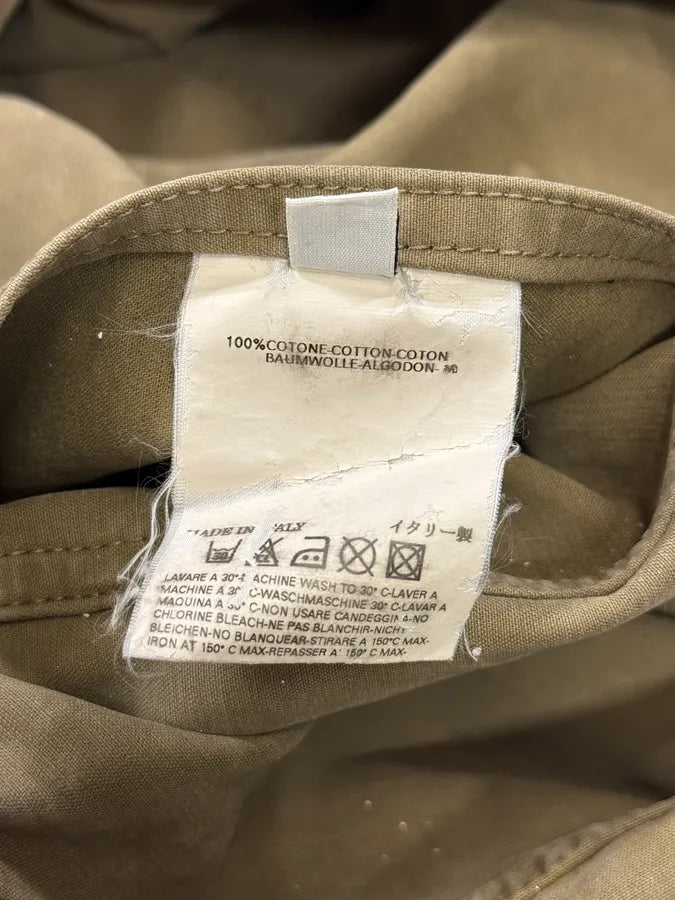 100%COTONE-COTTON-COTON
BAUMWOLLE-ALGODON-
MADE IN ITALY イタリー製
LAVARE A 30° MACHINE WASH TO 30° C-LAVER A
MACHINE A 30° C-WASCHMASCHINE 30° C-LAVAR A
MAQUINA A 30° C-NON USARE CANDEGGINA-NO
CHLORINE BLEACH-NE PAS BLANCHIR-NICHT-
BLEICHEN-NO BLANQUEAR-STIRARE A 150°C MAX-
IRON AT 150° C MAX-REPASSER A' 150° C MAX-